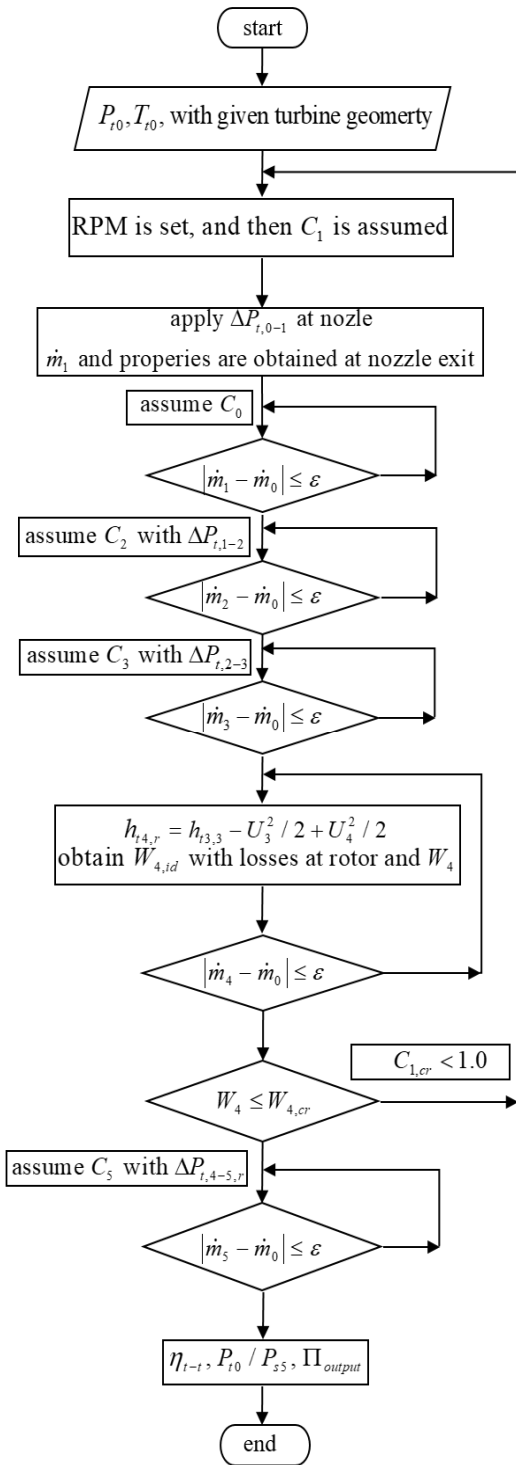 start
P_{t0}, T_{t0}, with given turbine geomerty
RPM is set, and then C_1 is assumed
apply ΔP_{t,0−1} at nozle
ṁ_1 and properies are obtained at nozzle exit
assume C_0
|ṁ_1 − ṁ_0| ≤ ε
assume C_2 with ΔP_{t,1−2}
|ṁ_2 − ṁ_0| ≤ ε
assume C_3 with ΔP_{t,2−3}
|ṁ_3 − ṁ_0| ≤ ε
h_{t4,r} = h_{t3,3} − U_3^2 / 2 + U_4^2 / 2
obtain W_{4,id} with losses at rotor and W_4
|ṁ_4 − ṁ_0| ≤ ε
C_{1,cr} < 1.0
W_4 ≤ W_{4,cr}
assume C_5 with ΔP_{t,4−5,r}
|ṁ_5 − ṁ_0| ≤ ε
η_{t−t}, P_{t0} / P_{s5}, Π_{output}
end